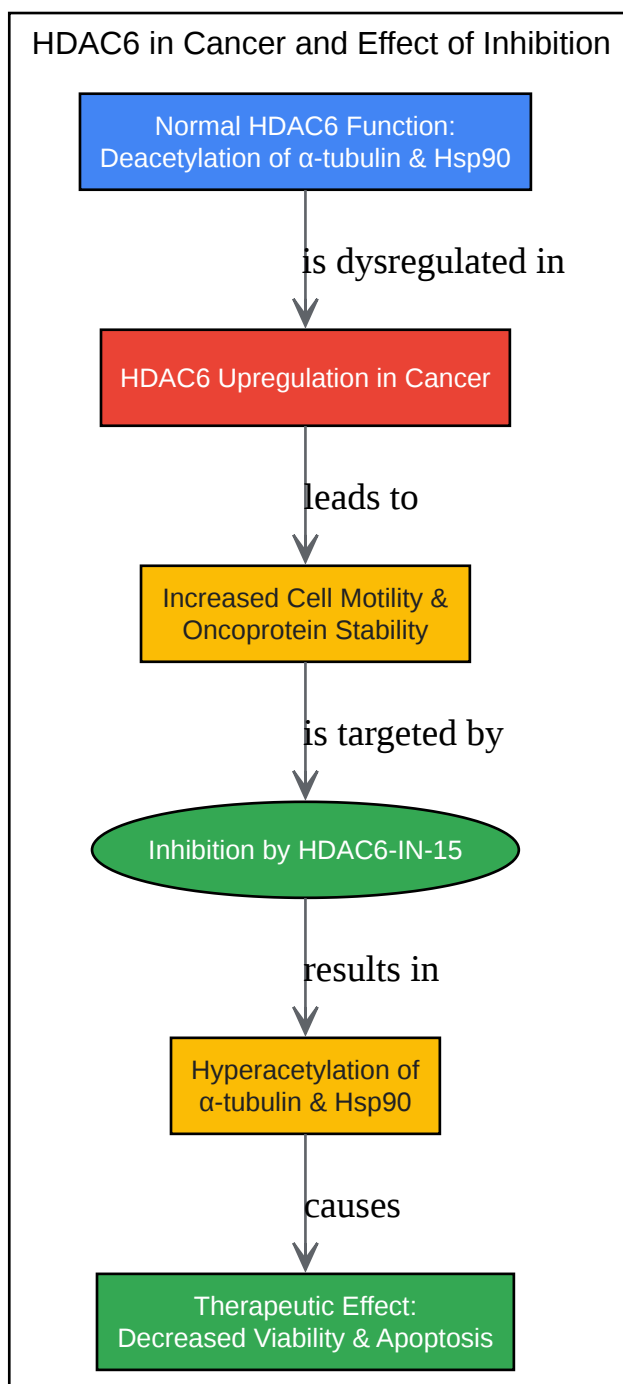 HDAC6 in Cancer and Effect of Inhibition
Normal HDAC6 Function:
Deacetylation of α-tubulin & Hsp90
is dysregulated in
HDAC6 Upregulation in Cancer
leads to
Increased Cell Motility &
Oncoprotein Stability
is targeted by
Inhibition by HDAC6-IN-15
results in
Hyperacetylation of
α-tubulin & Hsp90
causes
Therapeutic Effect:
Decreased Viability & Apoptosis